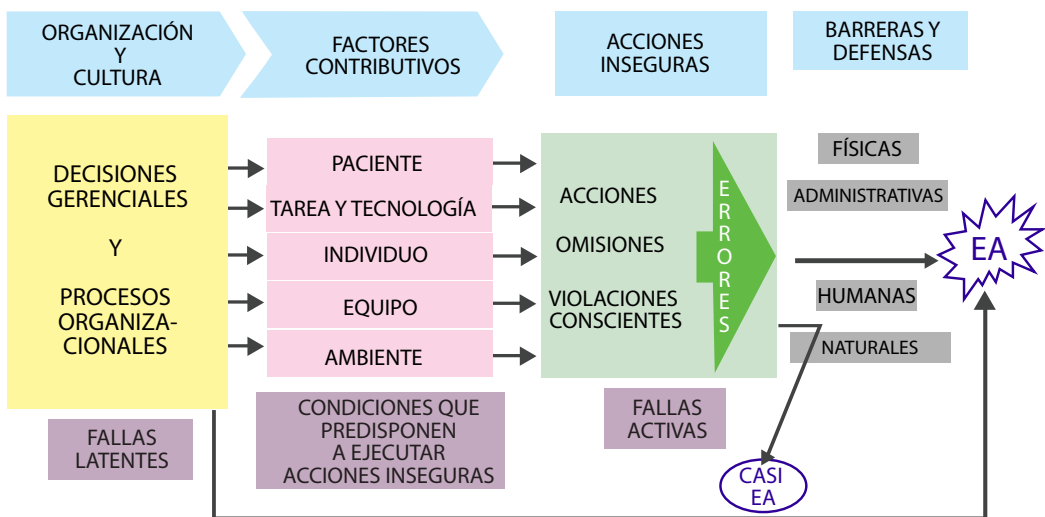 ORGANIZACIÓN
Y
CULTURA
FACTORES
CONTRIBUTIVOS
ACCIONES
INSEGURAS
BARRERAS Y
DEFENSAS
DECISIONES
GERENCIALES
Y
PROCESOS
ORGANIZA-
CIONALES
PACIENTE
TAREA Y TECNOLOGÍA
INDIVIDUO
EQUIPO
AMBIENTE
ACCIONES
OMISIONES
VIOLACIONES
CONSCIENTES
ERRORES
FÍSICAS
ADMINISTRATIVAS
HUMANAS
NATURALES
EA
FALLAS
LATENTES
CONDICIONES QUE
PREDISPONEN
A EJECUTAR
ACCIONES INSEGURAS
FALLAS
ACTIVAS
CASI
EA